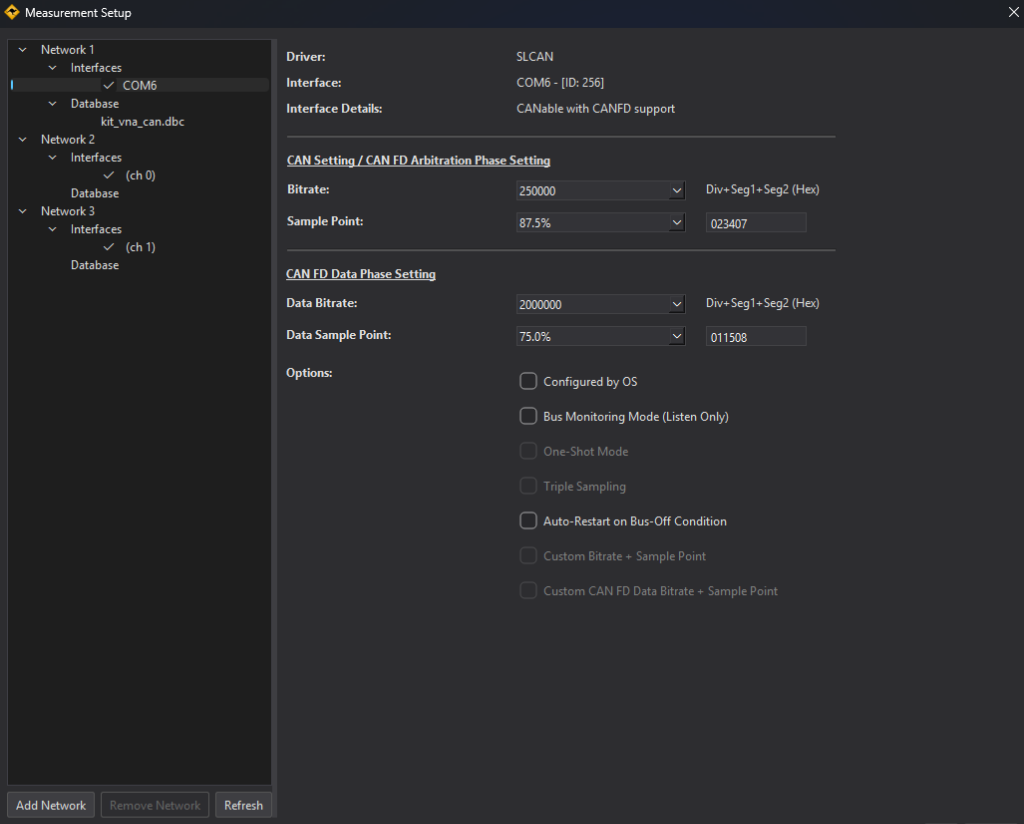 Measurement Setup
Network 1
Interfaces
COM6
Database
kit_vna_can.dbc
Network 2
Interfaces
(ch 0)
Database
Network 3
Interfaces
(ch 1)
Database
Add Network
Remove Network
Refresh
Driver: SLCAN
Interface: COM6 - [ID: 256]
Interface Details: CANable with CANFD support
CAN Setting / CAN FD Arbitration Phase Setting
Bitrate: 250000 Div+Seg1+Seg2 (Hex)
Sample Point: 87.5% 023407
CAN FD Data Phase Setting
Data Bitrate: 2000000 Div+Seg1+Seg2 (Hex)
Data Sample Point: 75.0% 011508
Options:
Configured by OS
Bus Monitoring Mode (Listen Only)
One-Shot Mode
Triple Sampling
Auto-Restart on Bus-Off Condition
Custom Bitrate + Sample Point
Custom CAN FD Data Bitrate + Sample Point